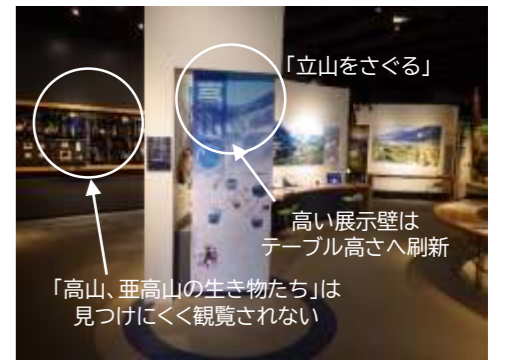 「立山をさぐる」
高
高い展示壁は
テーブル高さへ刷新
「高山、亜高山の生き物たち」は
見つけにくく観覧されない